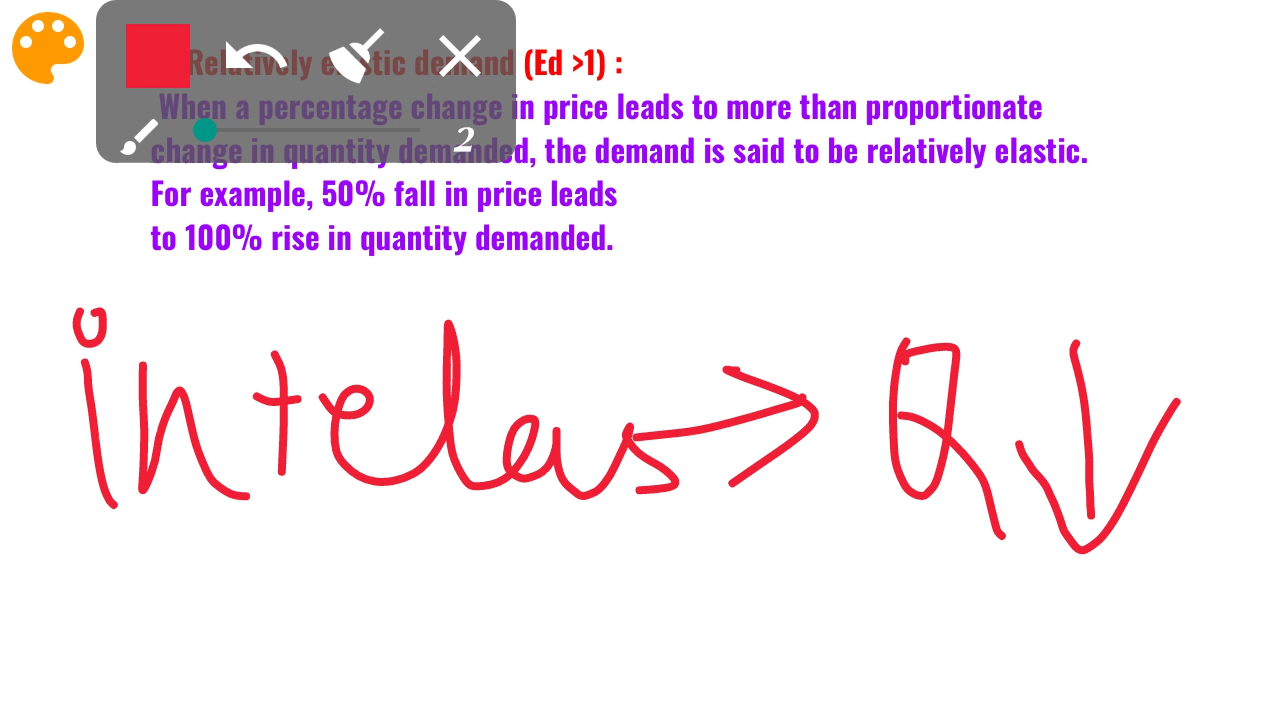 Relatively elastic demand (Ed >1) :
When a percentage change in price leads to more than proportionate
change in quantity demanded, the demand is said to be relatively elastic.
For example, 50% fall in price leads
to 100% rise in quantity demanded.
2
Q